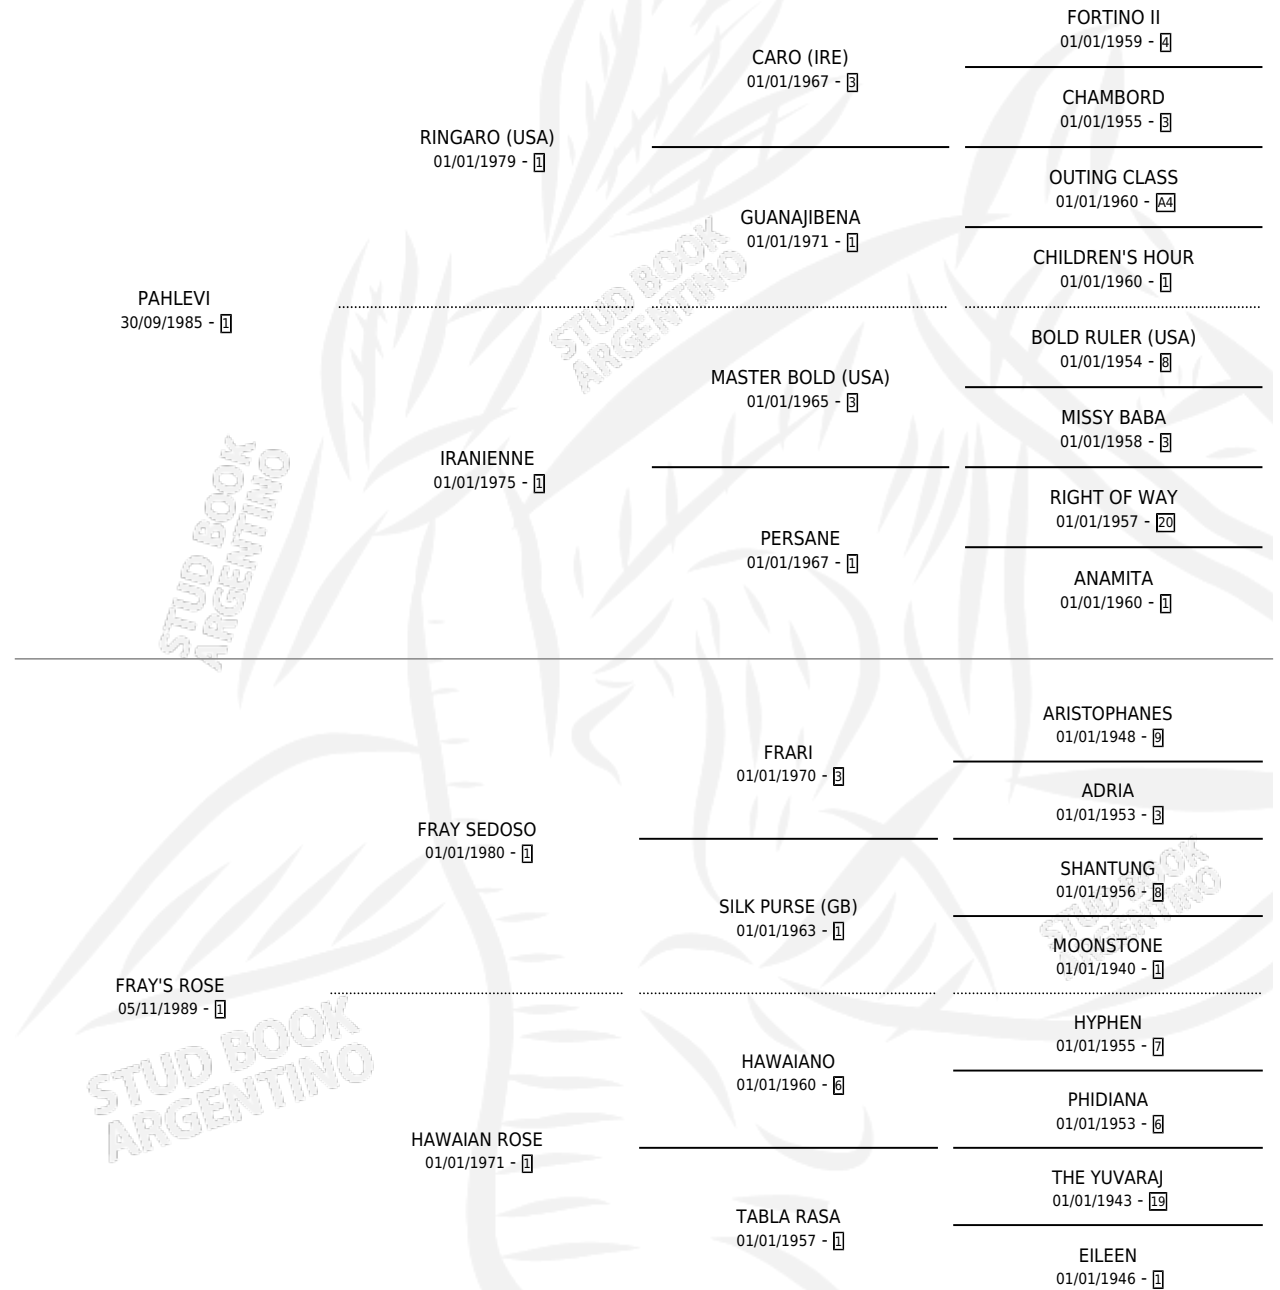 FORTINO II
01/01/1959 - 4
CARO (IRE)
01/01/1967 - 3
CHAMBORD
01/01/1955 - 3
RINGARO (USA)
01/01/1979 - 1
OUTING CLASS
01/01/1960 - A4
GUANAJIBENA
01/01/1971 - 1
CHILDREN'S HOUR
01/01/1960 - 1
PAHLEVI
30/09/1985 - 1
BOLD RULER (USA)
01/01/1954 - 8
MASTER BOLD (USA)
01/01/1965 - 3
MISSY BABA
01/01/1958 - 3
IRANIENNE
01/01/1975 - 1
RIGHT OF WAY
01/01/1957 - 20
PERSANE
01/01/1967 - 1
ANAMITA
01/01/1960 - 1
STUD BOOK
ARGENTINO
STUD BOOK
ARGENTINO
ARISTOPHANES
01/01/1948 - 9
FRARI
01/01/1970 - 3
ADRIA
01/01/1953 - 3
FRAY SEDOSO
01/01/1980 - 1
SHANTUNG
01/01/1956 - 8
SILK PURSE (GB)
01/01/1963 - 1
MOONSTONE
01/01/1940 - 1
FRAY'S ROSE
05/11/1989 - 1
HYPHEN
01/01/1955 - 7
HAWAIANO
01/01/1960 - 6
PHIDIANA
01/01/1953 - 6
HAWAIAN ROSE
01/01/1971 - 1
THE YUVARAJ
01/01/1943 - 19
TABLA RASA
01/01/1957 - 1
EILEEN
01/01/1946 - 1
STUD BOOK
ARGENTINO
STUD BOOK
ARGENTINO